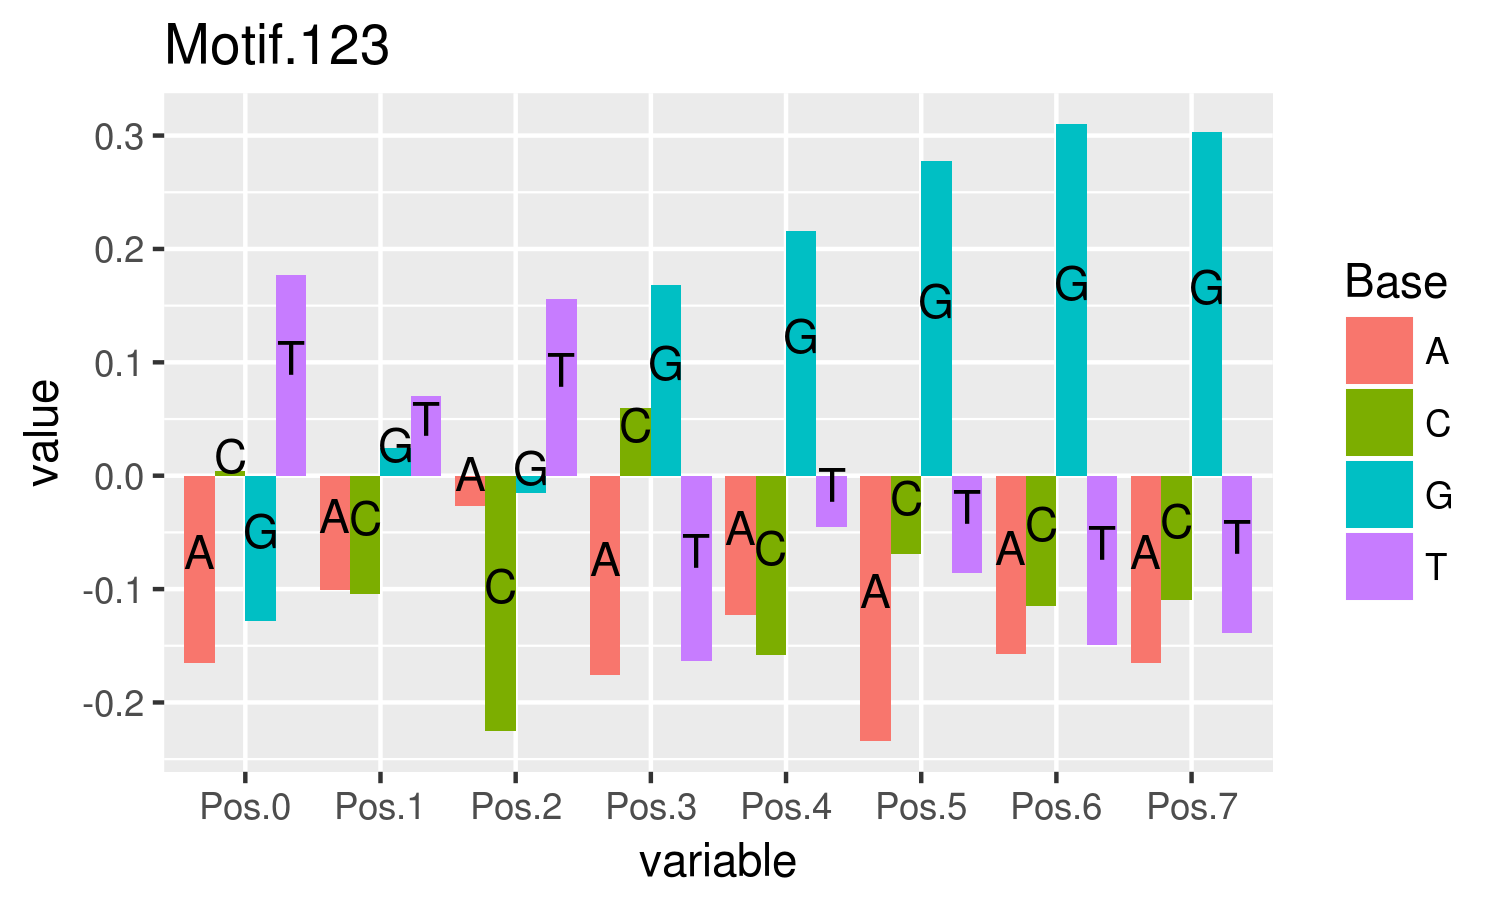 Motif.123
0.3
0.2
0.1
0.0
-0.1
-0.2
value
A C G T
A C G T
A C G T
A C G T
A C G T
A C G T
A C G T
A C G T
Pos.0 Pos.1 Pos.2 Pos.3 Pos.4 Pos.5 Pos.6 Pos.7
variable
Base
A
C
G
T